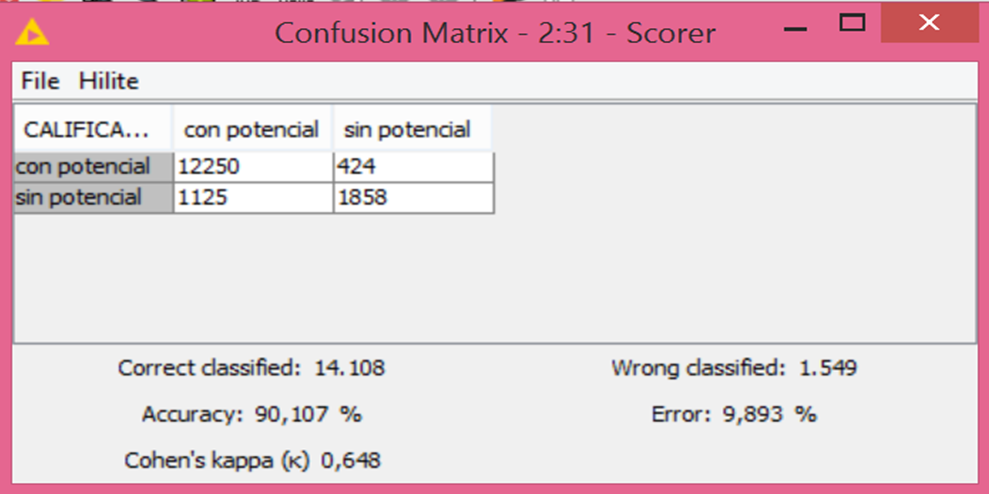 Confusion Matrix - 2:31 - Scorer
File Hilite
CALIFICA... con potencial sin potencial
con potencial 12250 424
sin potencial 1125 1858
Correct classified: 14.108 Wrong classified: 1.549
Accuracy: 90,107 % Error: 9,893 %
Cohen's kappa (κ) 0,648